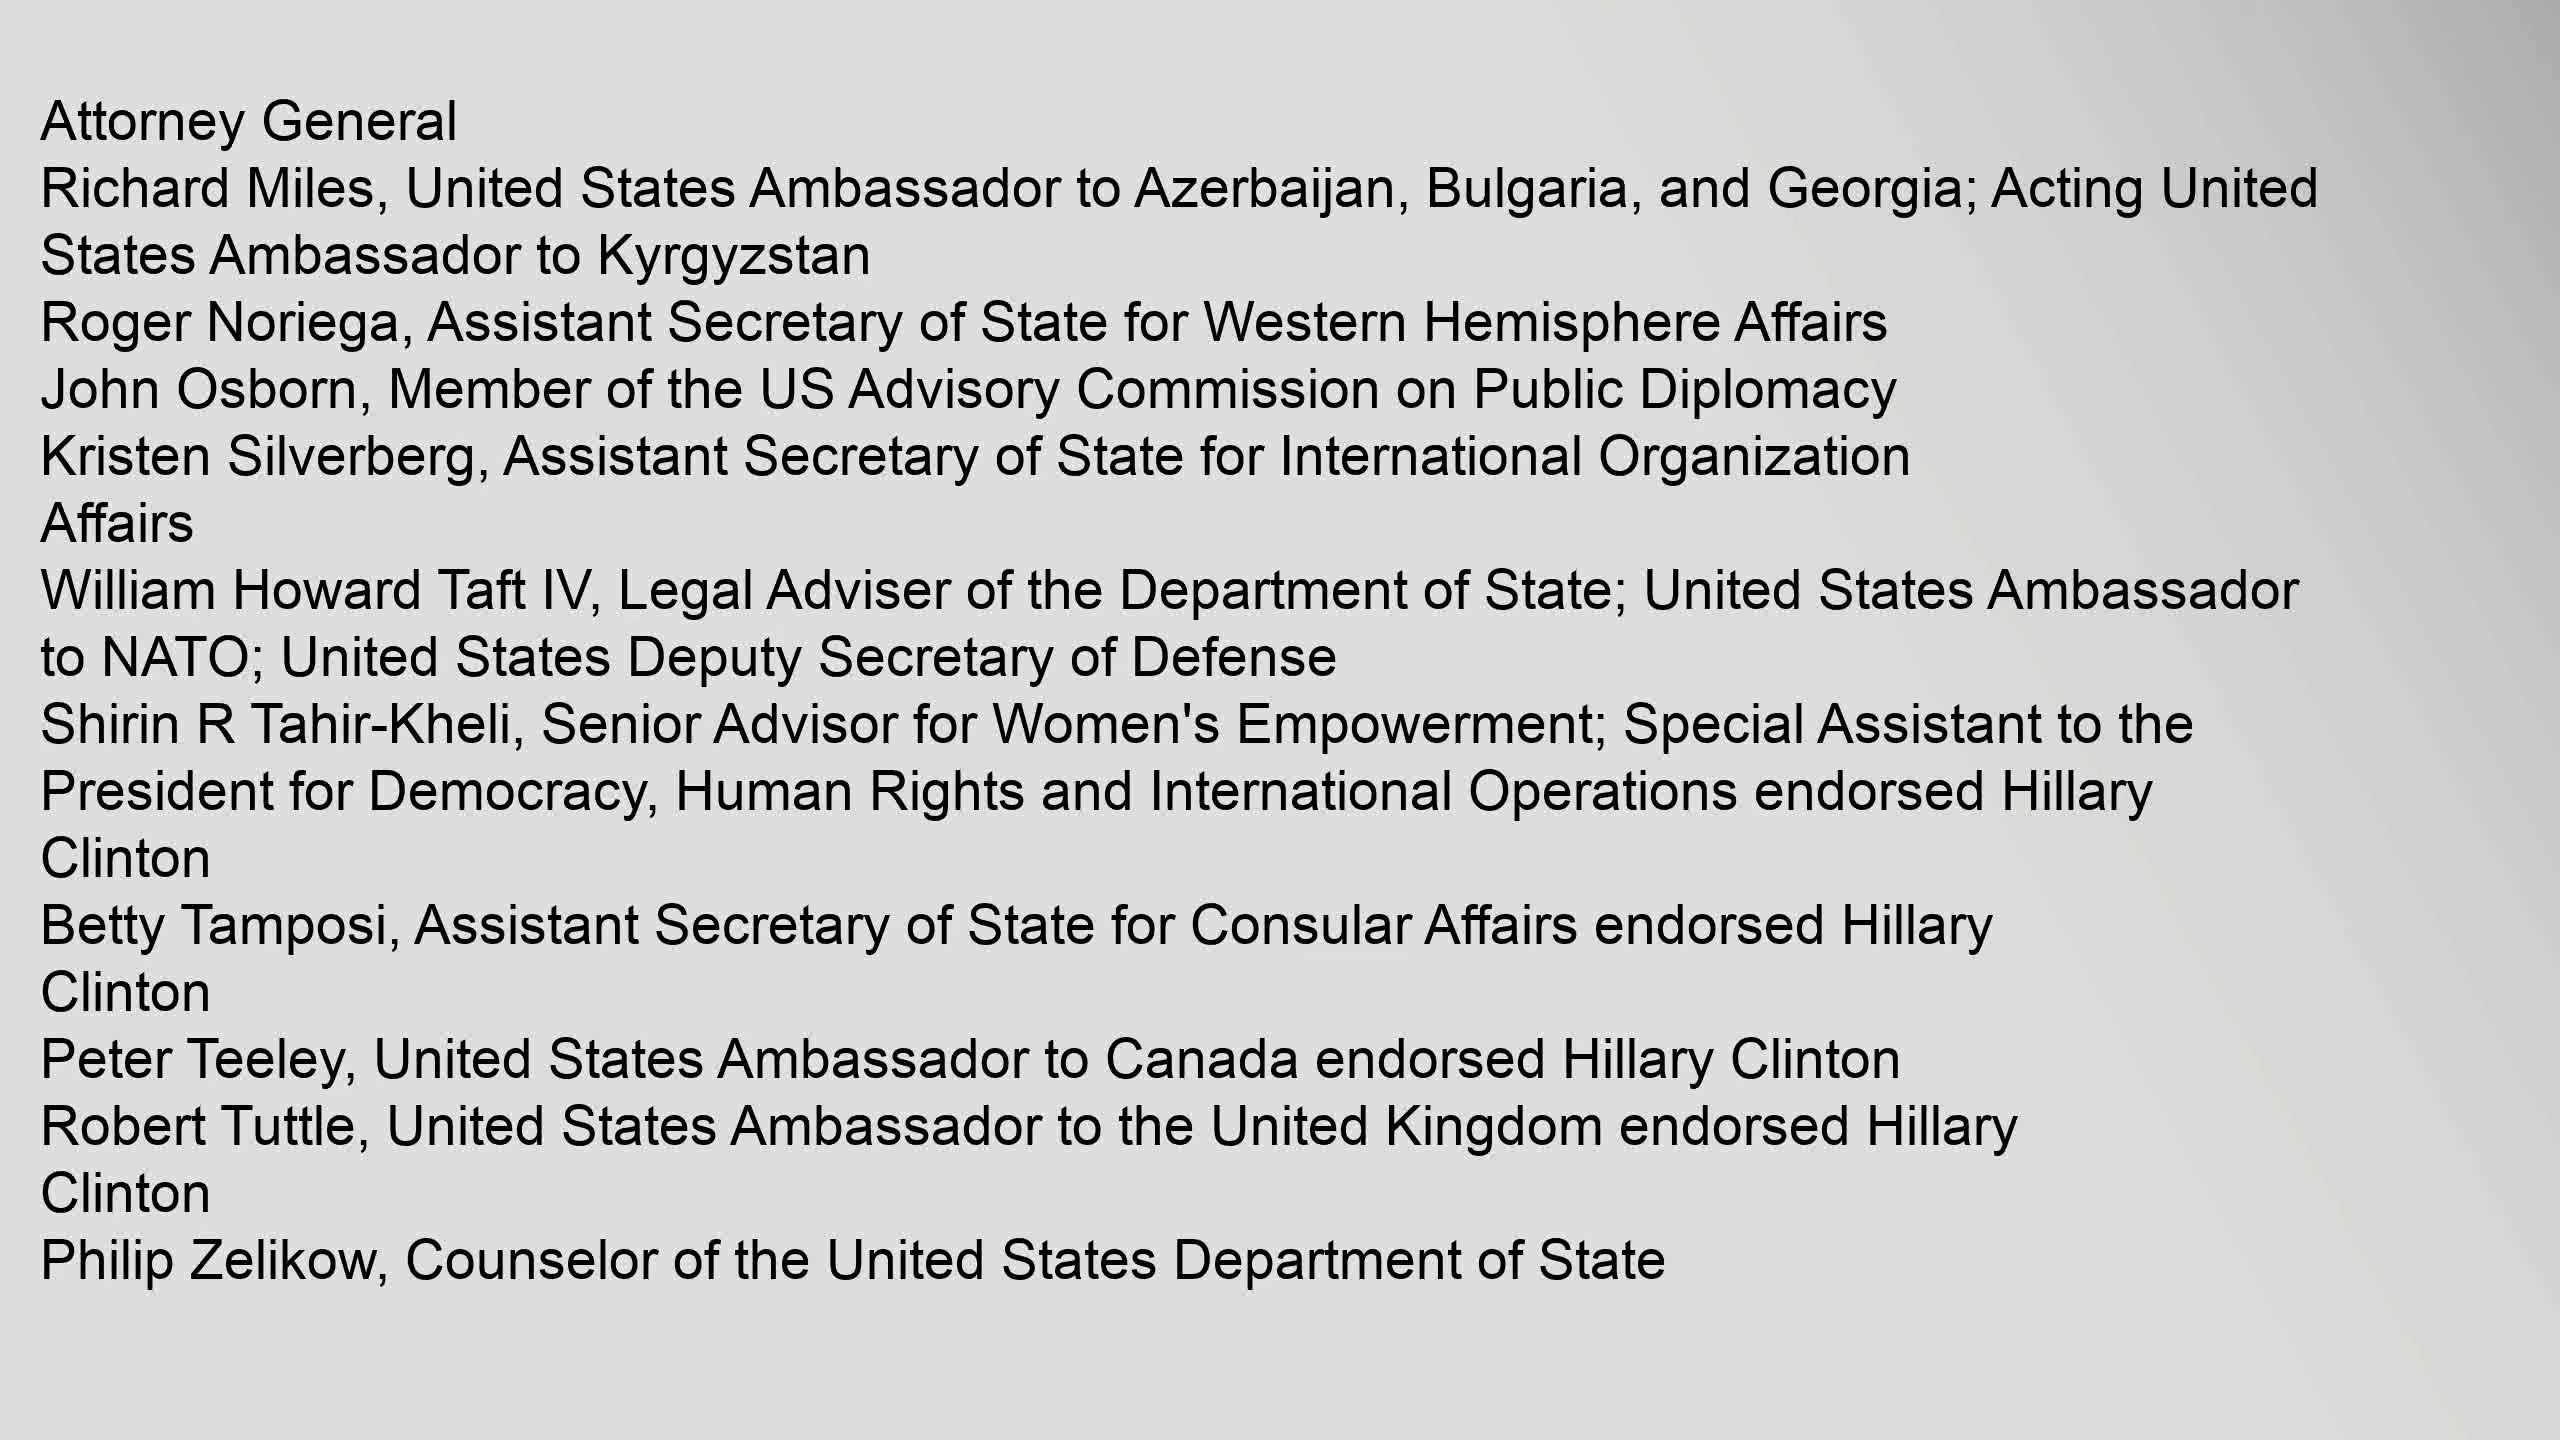 Attorney General
Richard Miles, United States Ambassador to Azerbaijan, Bulgaria, and Georgia; Acting United
States Ambassador to Kyrgyzstan
Roger Noriega, Assistant Secretary of State for Western Hemisphere Affairs
John Osborn, Member of the US Advisory Commission on Public Diplomacy
Kristen Silverberg, Assistant Secretary of State for International Organization
Affairs
William Howard Taft IV, Legal Adviser of the Department of State; United States Ambassador
to NATO; United States Deputy Secretary of Defense
Shirin R Tahir-Kheli, Senior Advisor for Women's Empowerment; Special Assistant to the
President for Democracy, Human Rights and International Operations endorsed Hillary
Clinton
Betty Tamposi, Assistant Secretary of State for Consular Affairs endorsed Hillary
Clinton
Peter Teeley, United States Ambassador to Canada endorsed Hillary Clinton
Robert Tuttle, United States Ambassador to the United Kingdom endorsed Hillary
Clinton
Philip Zelikow, Counselor of the United States Department of State